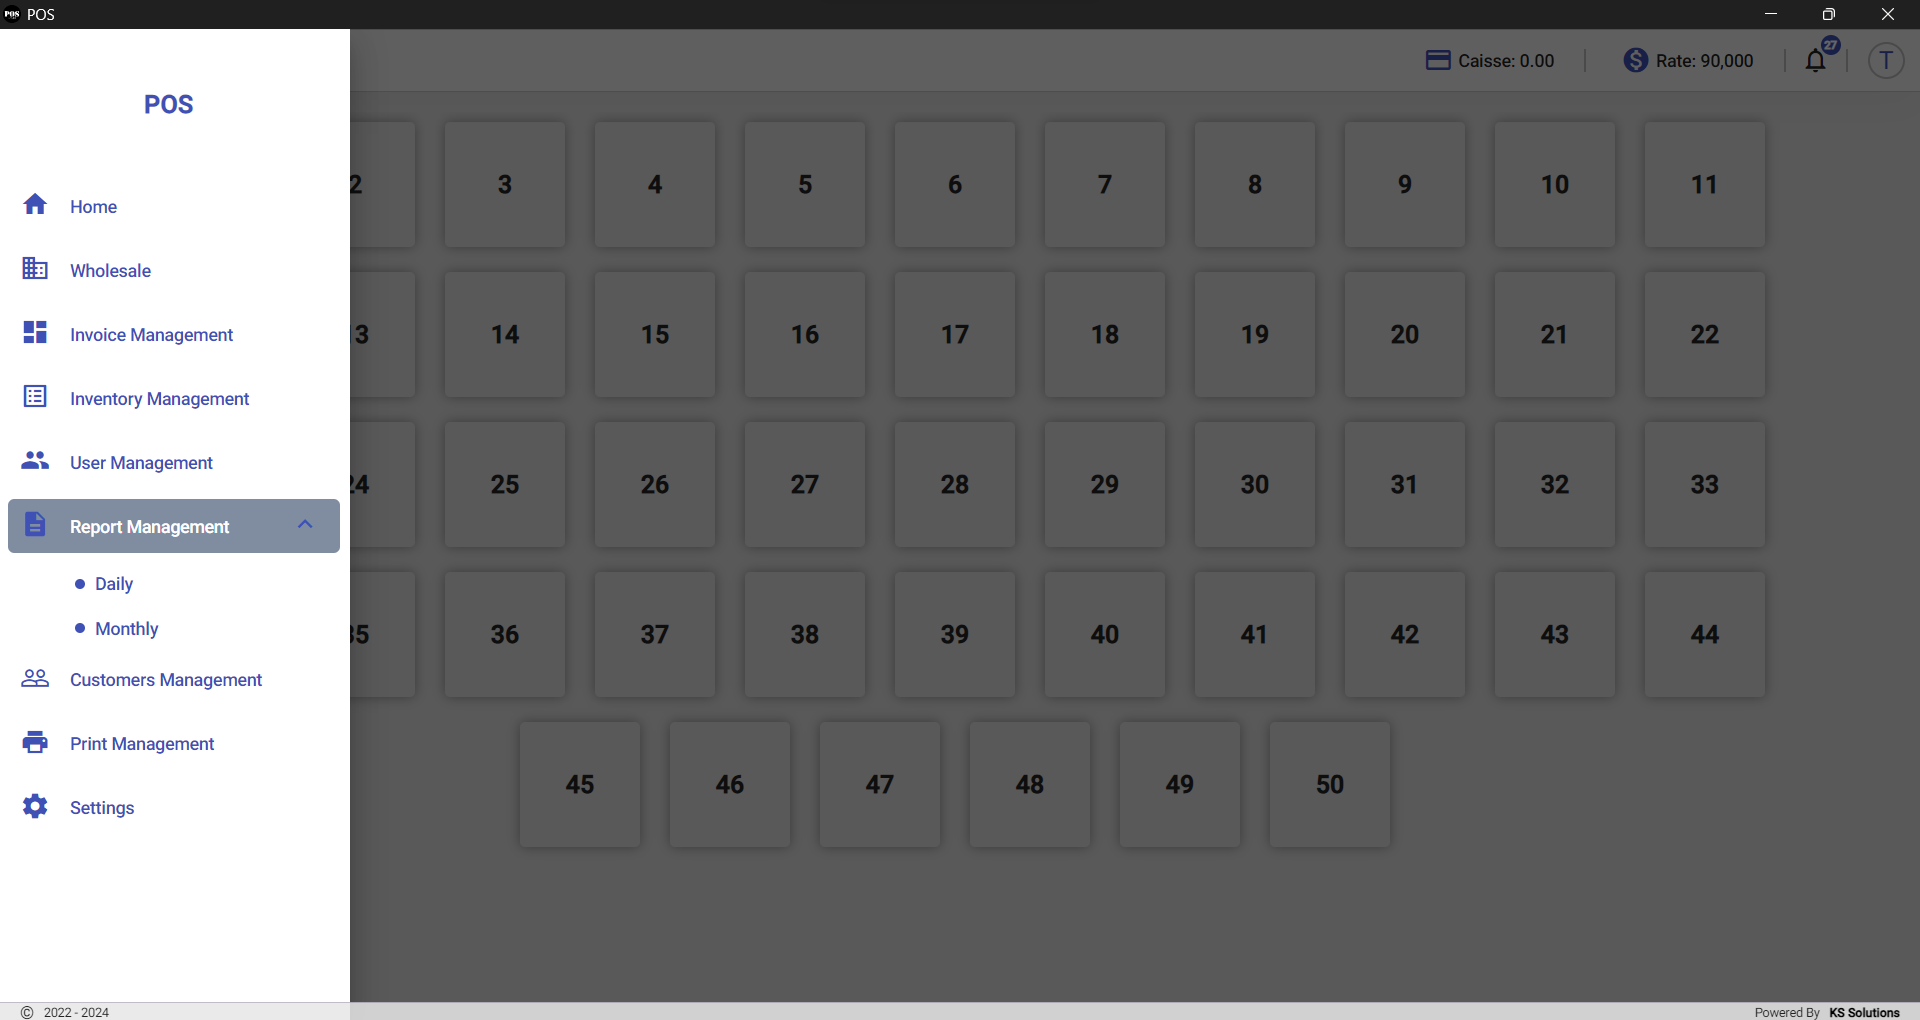 POS POS
Caisse: 0.00 Rate: 90,000 27 T
POS
Home
Wholesale
Invoice Management
Inventory Management
User Management
Report Management
Daily
Monthly
Customers Management
Print Management
Settings
2 3 4 5 6 7 8 9 10 11
3 14 15 16 17 18 19 20 21 22
24 25 26 27 28 29 30 31 32 33
35 36 37 38 39 40 41 42 43 44
45 46 47 48 49 50
© 2022 - 2024
Powered By KS Solutions